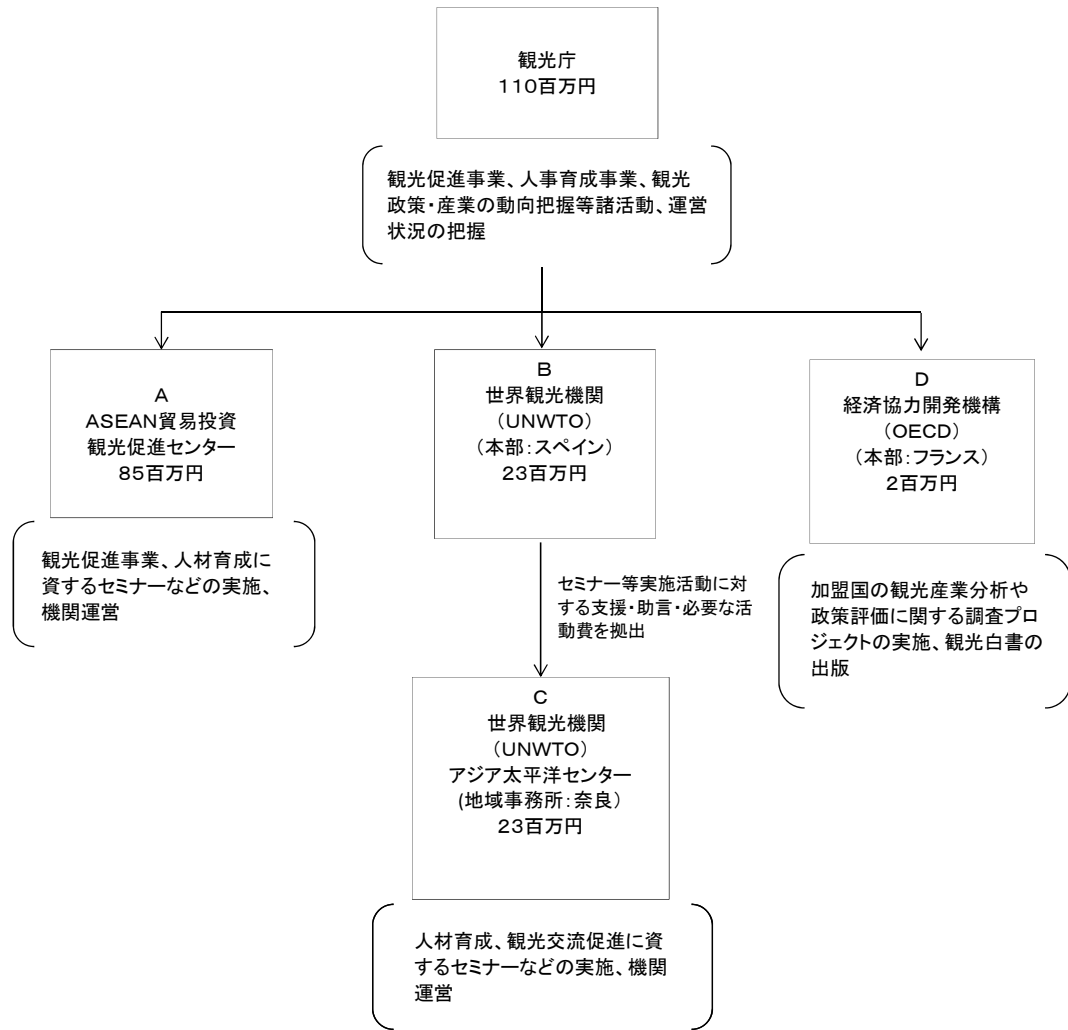 観光庁
110百万円
観光促進事業、人事育成事業、観光
政策・産業の動向把握等諸活動、運営
状況の把握
A
ASEAN貿易投資
観光促進センター
85百万円
観光促進事業、人材育成に
資するセミナーなどの実施、
機関運営
B
世界観光機関
（UNWTO）
（本部：スペイン）
23百万円
セミナー等実施活動に対
する支援・助言・必要な活
動費を拠出
C
世界観光機関
（UNWTO）
アジア太平洋センター
(地域事務所：奈良）
23百万円
人材育成、観光交流促進に資
するセミナーなどの実施、機関
運営
D
経済協力開発機構
（OECD）
（本部：フランス）
2百万円
加盟国の観光産業分析や
政策評価に関する調査プロ
ジェクトの実施、観光白書の
出版